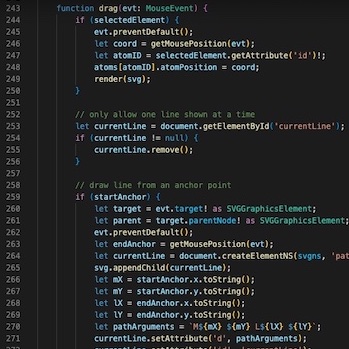 243 function drag(evt: MouseEvent) {
244 if (selectedElement) {
245 evt.preventDefault();
246 let coord = getMousePosition(evt);
247 let atomID = selectedElement.getAttribute('id')!;
248 atoms[atomID].atomPosition = coord;
249 render(svg);
250 }
251
252 // only allow one line shown at a time
253 let currentLine = document.getElementById('currentLine');
254 if (currentLine != null) {
255 currentLine.remove();
256 }
257
258 // draw line from an anchor point
259 if (startAnchor) {
260 let target = evt.target! as SVGGraphicsElement;
261 let parent = target.parentNode! as SVGGraphicsElement;
262 evt.preventDefault();
263 let endAnchor = getMousePosition(evt);
264 let currentLine = document.createElementNS(svgns, 'pat
265 svg.appendChild(currentLine);
266 let mX = startAnchor.x.toString();
267 let mY = startAnchor.y.toString();
268 let lX = endAnchor.x.toString();
269 let lY = endAnchor.y.toString();
270 let pathArguments = `M${mX} ${mY} L${lX} ${lY}`;
271 currentLine.setAttribute('d', pathArguments);